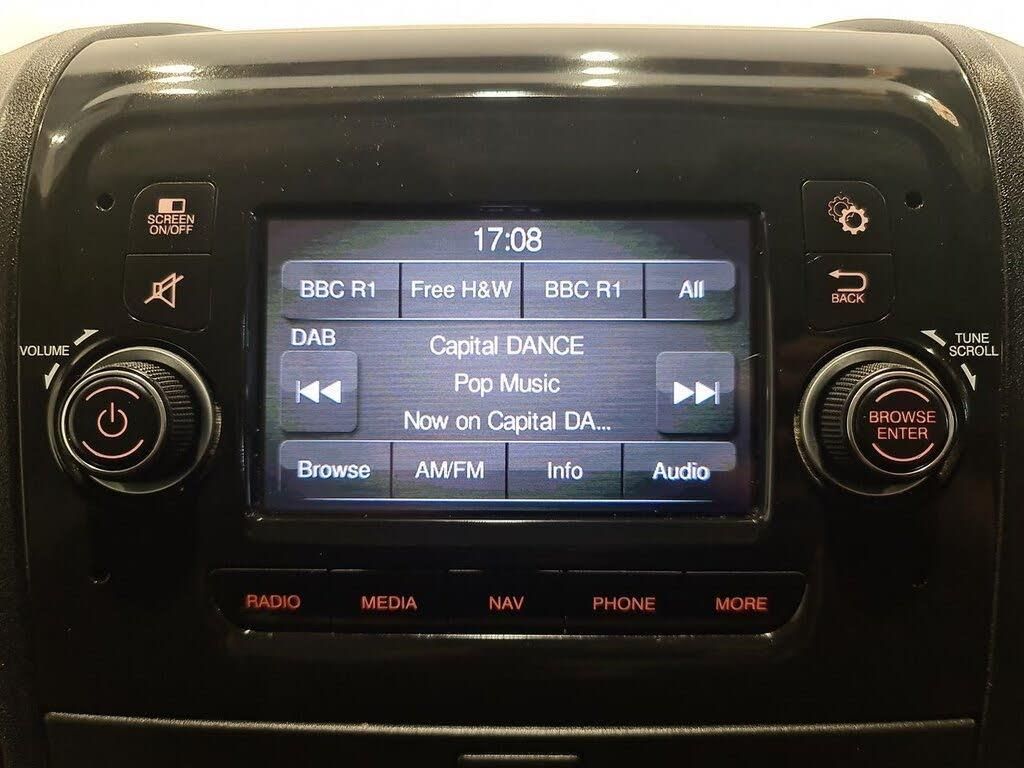 17:08
SCREEN
ON/OFF
BBC R1 Free H&W BBC R1 All
BACK
DAB
Capital DANCE
Pop Music
Now on Capital DA...
VOLUME
TUNE
SCROLL
BROWSE
ENTER
Browse AM/FM Info Audio
RADIO MEDIA NAV PHONE MORE